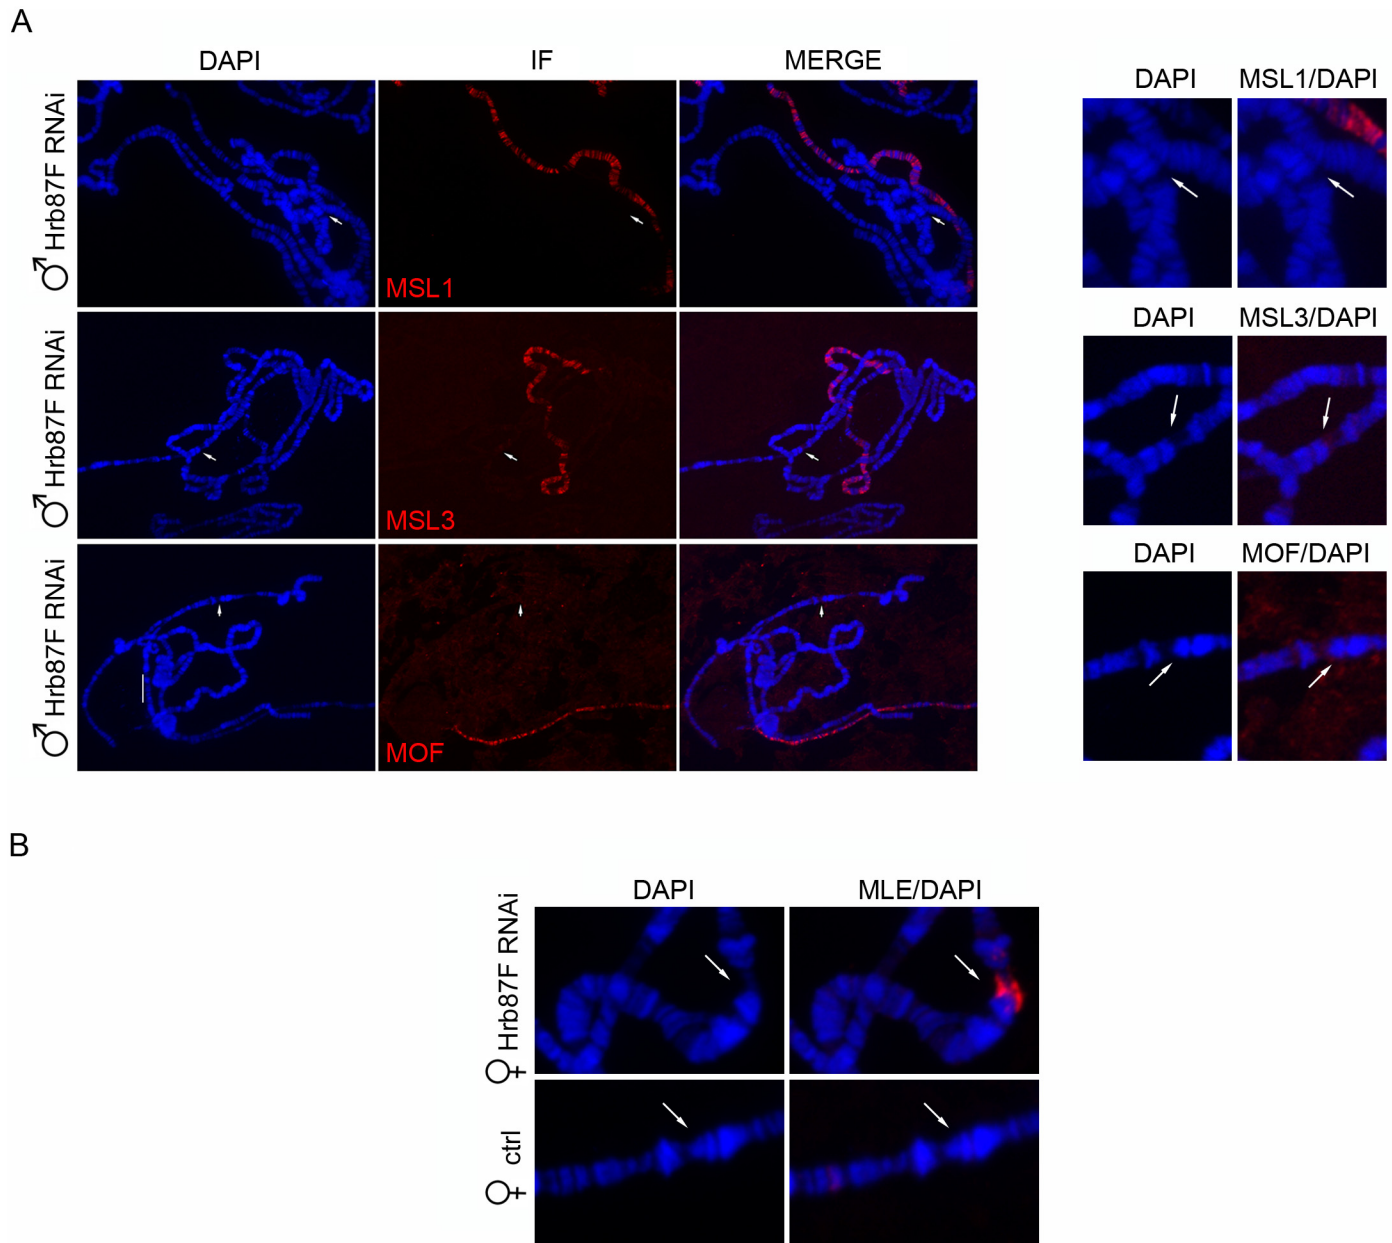 A
DAPI IF MERGE
DAPI MSL1/DAPI
♂ Hrb87F RNAi
MSL1
DAPI MSL3/DAPI
♂ Hrb87F RNAi
MSL3
DAPI MOF/DAPI
♂ Hrb87F RNAi
MOF
B
DAPI MLE/DAPI
♀ Hrb87F RNAi
♀ ctrl